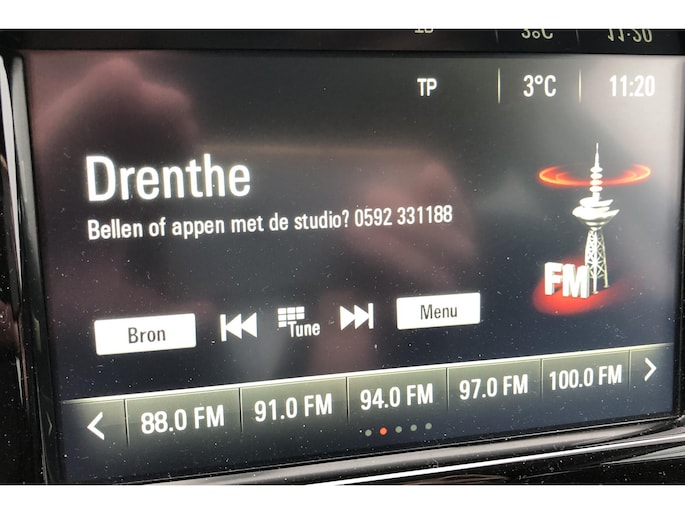 TP 3°C 11:20
Drenthe
Bellen of appen met de studio? 0592 331188
FM
Bron Tune Menu
88.0 FM 91.0 FM 94.0 FM 97.0 FM 100.0 FM